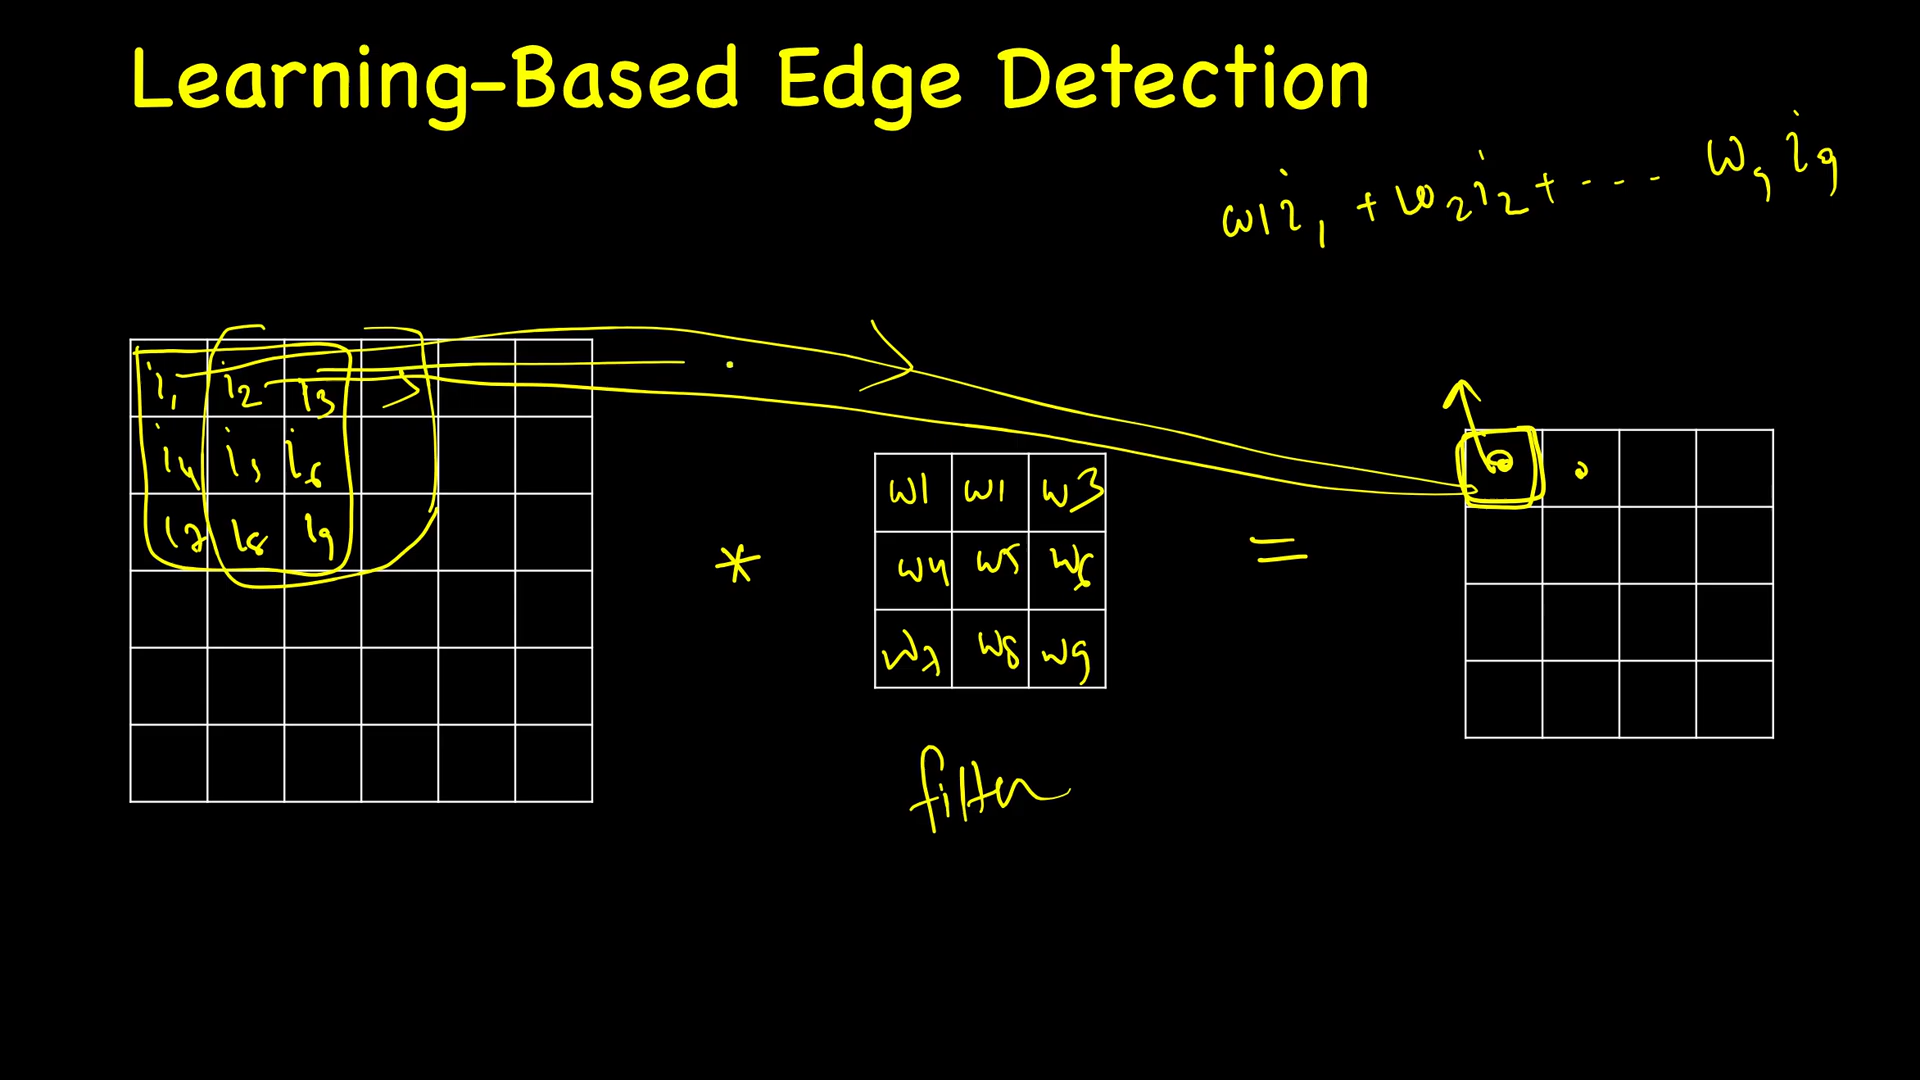 Learning-Based Edge Detection
w1i1 + w2i2 + - - - - w9i9
i1 i2 i3
i4 i5 i6
i7 i8 i9
w1 w1 w3
w4 w5 w6
* =
w7 w8 w9
filter